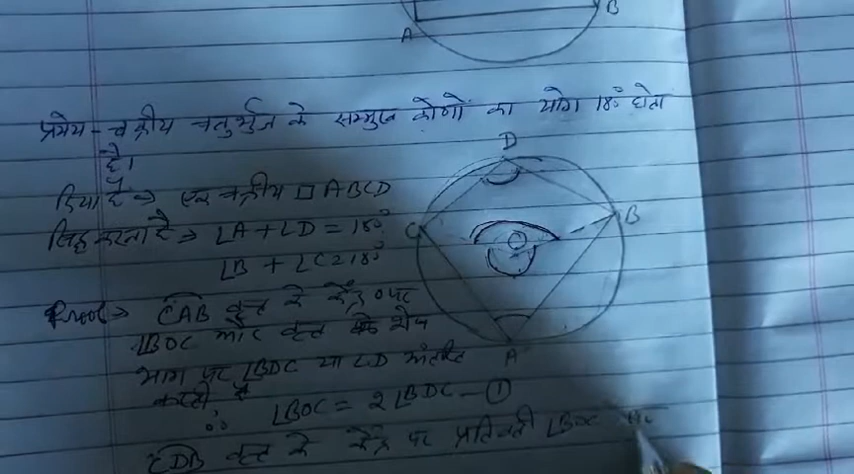 A B
प्रमेय - चक्रीय चतुर्भुज के सम्मुख कोणों का योग 180° होता
है।
D
दिया है ⇒ एक चक्रीय □ ABCD
सिद्ध करना है ⇒ ∠A + ∠D = 180°
C O B
∠B + ∠C = 180°
Proof ⇒ CAB वृत्त के केंद्र O पर
∠BOC और वृत्त के शेष
A
भाग पर ∠BDC या ∠D अंतरित
करती है
∴ ∠BOC = 2∠BDC - ①
CDB वृत्त के केंद्र पर प्रतिवर्ती ∠BOC